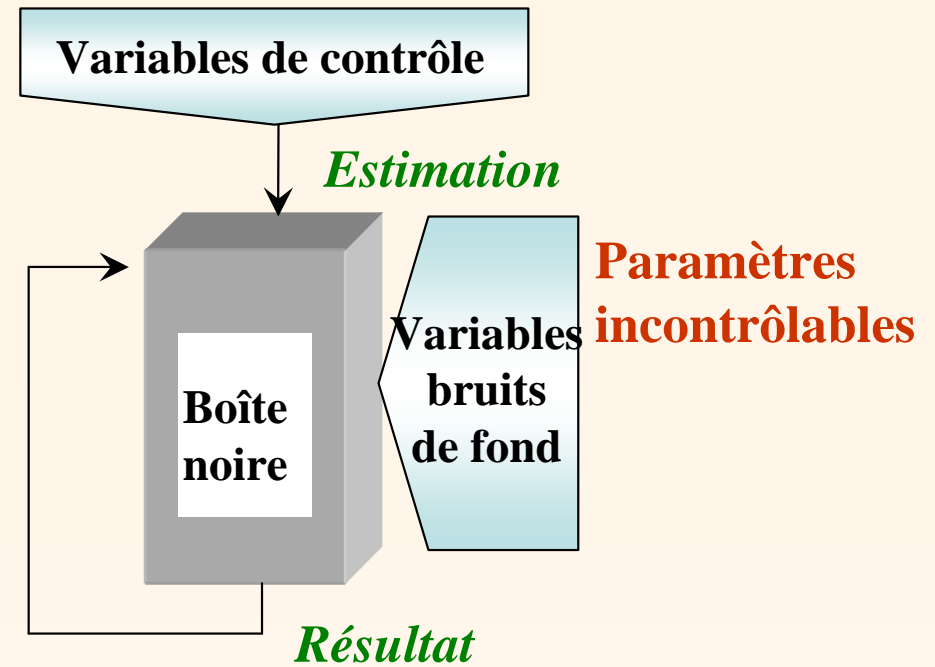 Variables de contrôle
Estimation
Paramètres
incontrôlables
Variables
bruits
de fond
Boîte
noire
Résultat